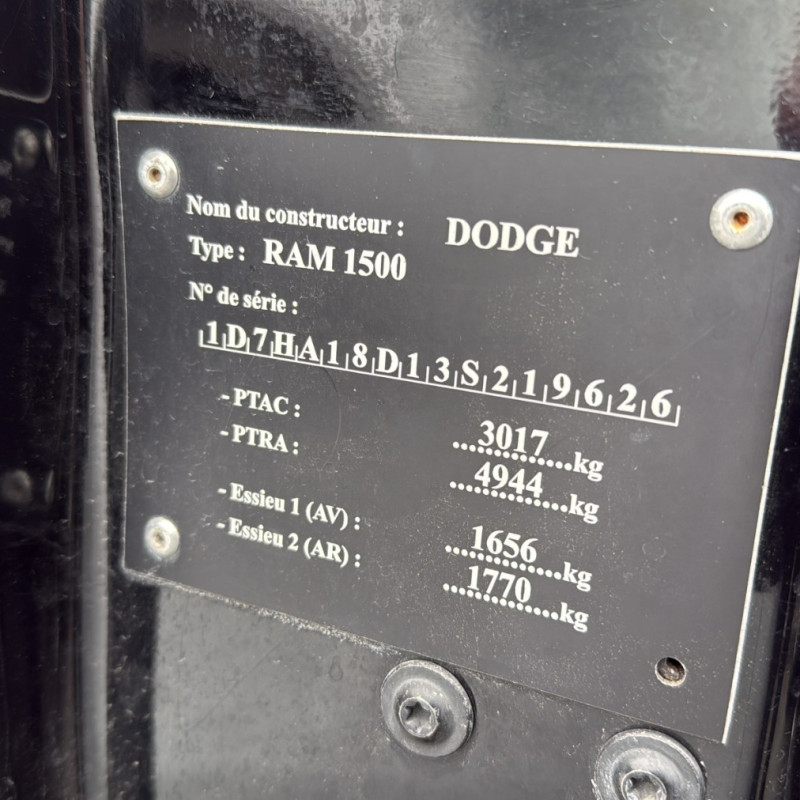 Nom du constructeur : DODGE
Type : RAM 1500
N° de série :
1D7HA18D13S219626
- PTAC : ...3017...kg
- PTRA : ...4944...kg
- Essieu 1 (AV) : ...1656...kg
- Essieu 2 (AR) : ...1770...kg